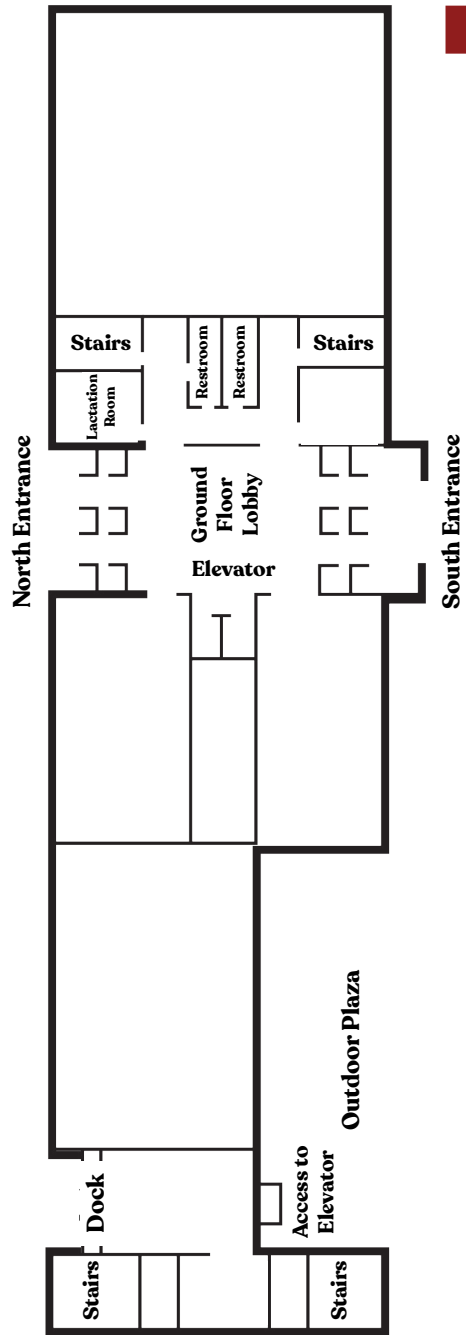 Stairs
Restroom
Restroom
Stairs
Lactation
Room
North Entrance
Ground
Floor
Lobby
Elevator
South Entrance
Outdoor Plaza
Access to
Elevator
Dock
Stairs
Stairs